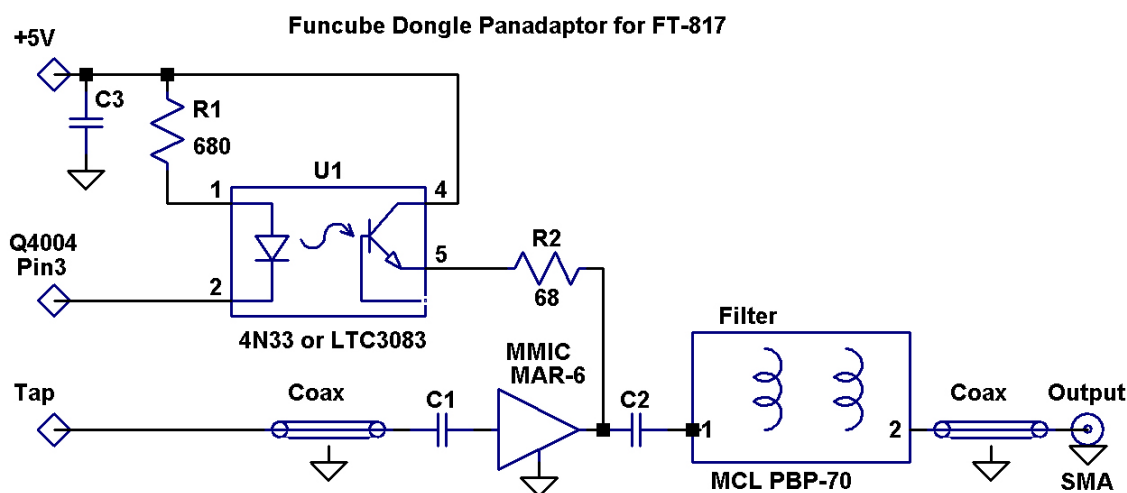 Funcube Dongle Panadaptor for FT-817
+5V
C3
R1
680
U1
1
4
Q4004
Pin3
2
5
R2
68
4N33 or LTC3083
Filter
MMIC
MAR-6
Tap
Coax
C1
C2
1
2
Coax
Output
MCL PBP-70
SMA